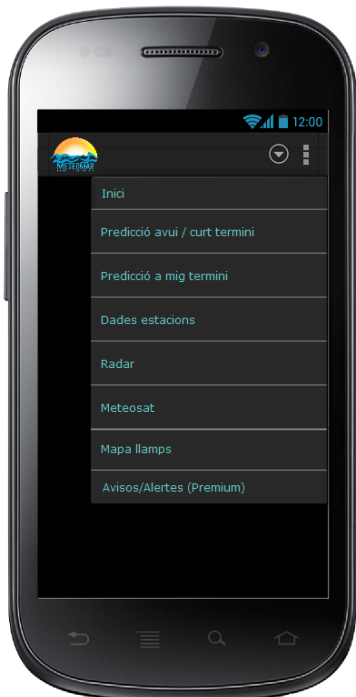 12:00
METEOMAR
Inici
Predicció avui / curt termini
Predicció a mig termini
Dades estacions
Radar
Meteosat
Mapa llamps
Avisos/Alertes (Premium)